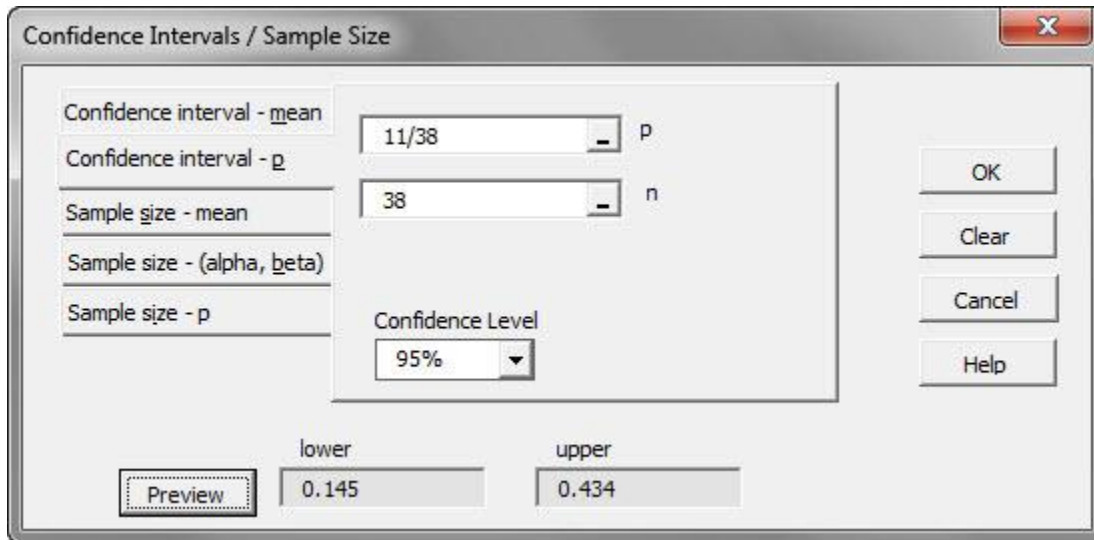 Confidence Intervals / Sample Size
Confidence interval - mean
Confidence interval - p
Sample size - mean
Sample size - (alpha, beta)
Sample size - p
11/38 p
38 n
Confidence Level
95%
OK
Clear
Cancel
Help
Preview
lower
0.145
upper
0.434